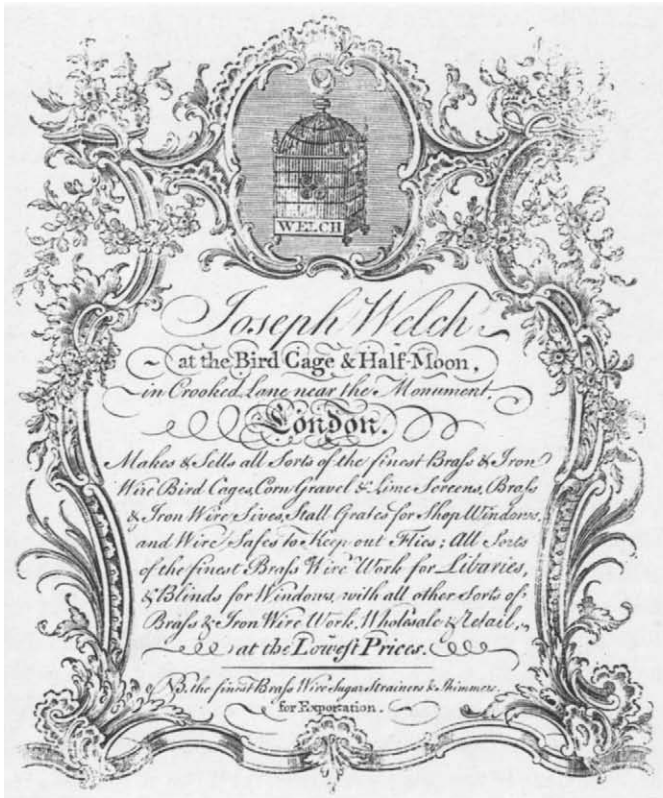 WELCH
Joseph Welch
at the Bird Cage & Half-Moon,
in Crooked Lane near the Monument.
London.
Makes & Sells all Sorts of the finest Braſs & Iron
Wire Bird Cages, Corn Gravel & Lime Screens, Braſs
& Iron Wire Sives, Stall Grates for Shop Windows,
and Wire Safes to Keep out Flies; All Sorts
of the finest Braſs Wire Work for Libaries,
& Blinds for Windows, with all other Sorts of
Braſs & Iron Wire Work, Wholesale & Retail,
at the Lowest Prices.
NB. the finest Braſs Wire Sugar Strainers & Skimmers
for Exportation.